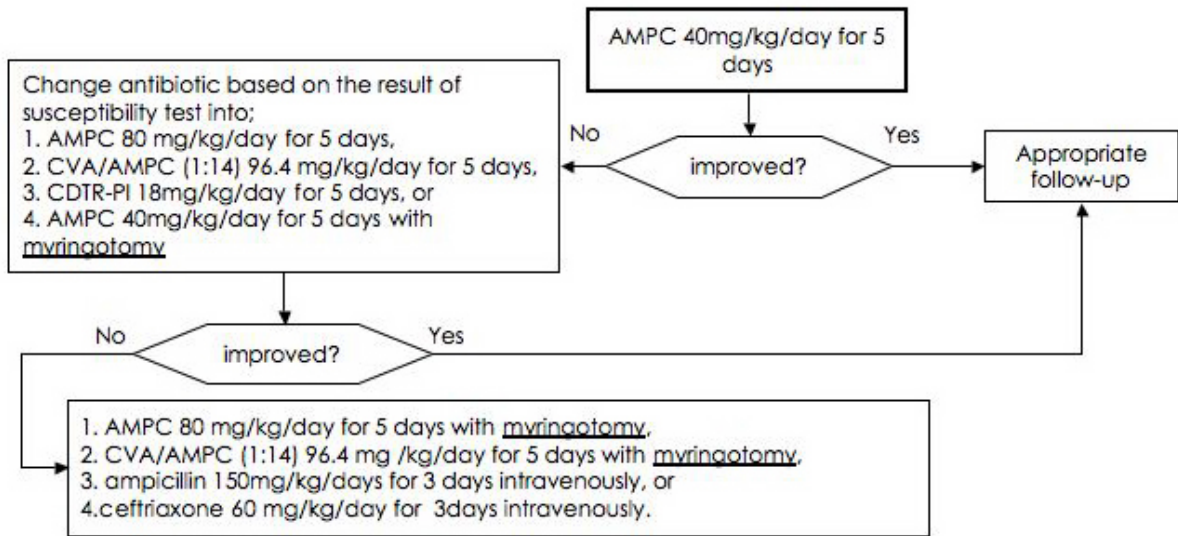 AMPC 40mg/kg/day for 5
days
Change antibiotic based on the result of
susceptibility test into;
1. AMPC 80 mg/kg/day for 5 days,
2. CVA/AMPC (1:14) 96.4 mg/kg/day for 5 days,
3. CDTR-PI 18mg/kg/day for 5 days, or
4. AMPC 40mg/kg/day for 5 days with
myringotomy
No
improved?
Yes
Appropriate
follow-up
No
improved?
Yes
1. AMPC 80 mg/kg/day for 5 days with myringotomy,
2. CVA/AMPC (1:14) 96.4 mg /kg/day for 5 days with myringotomy,
3. ampicillin 150mg/kg/days for 3 days intravenously, or
4.ceftriaxone 60 mg/kg/day for 3days intravenously.